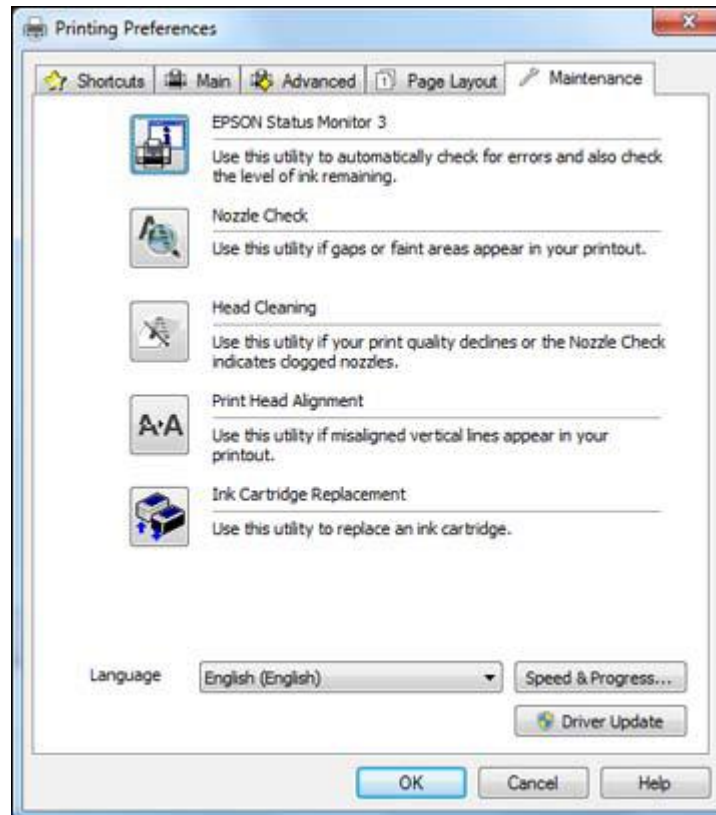 Printing Preferences
Shortcuts Main Advanced 1 Page Layout Maintenance
EPSON Status Monitor 3
Use this utility to automatically check for errors and also check
the level of ink remaining.
Nozzle Check
Use this utility if gaps or faint areas appear in your printout.
Head Cleaning
Use this utility if your print quality declines or the Nozzle Check
indicates clogged nozzles.
Print Head Alignment
A A
Use this utility if misaligned vertical lines appear in your
printout.
Ink Cartridge Replacement
Use this utility to replace an ink cartridge.
Language English (English) Speed & Progress...
Driver Update
OK Cancel Help